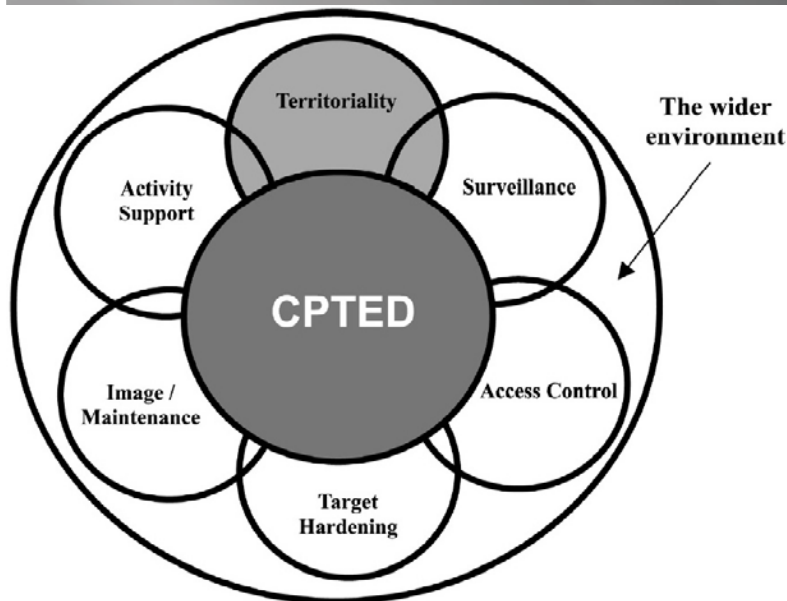 Territoriality
The wider
environment
Activity
Support
Surveillance
CPTED
Image /
Maintenance
Access Control
Target
Hardening